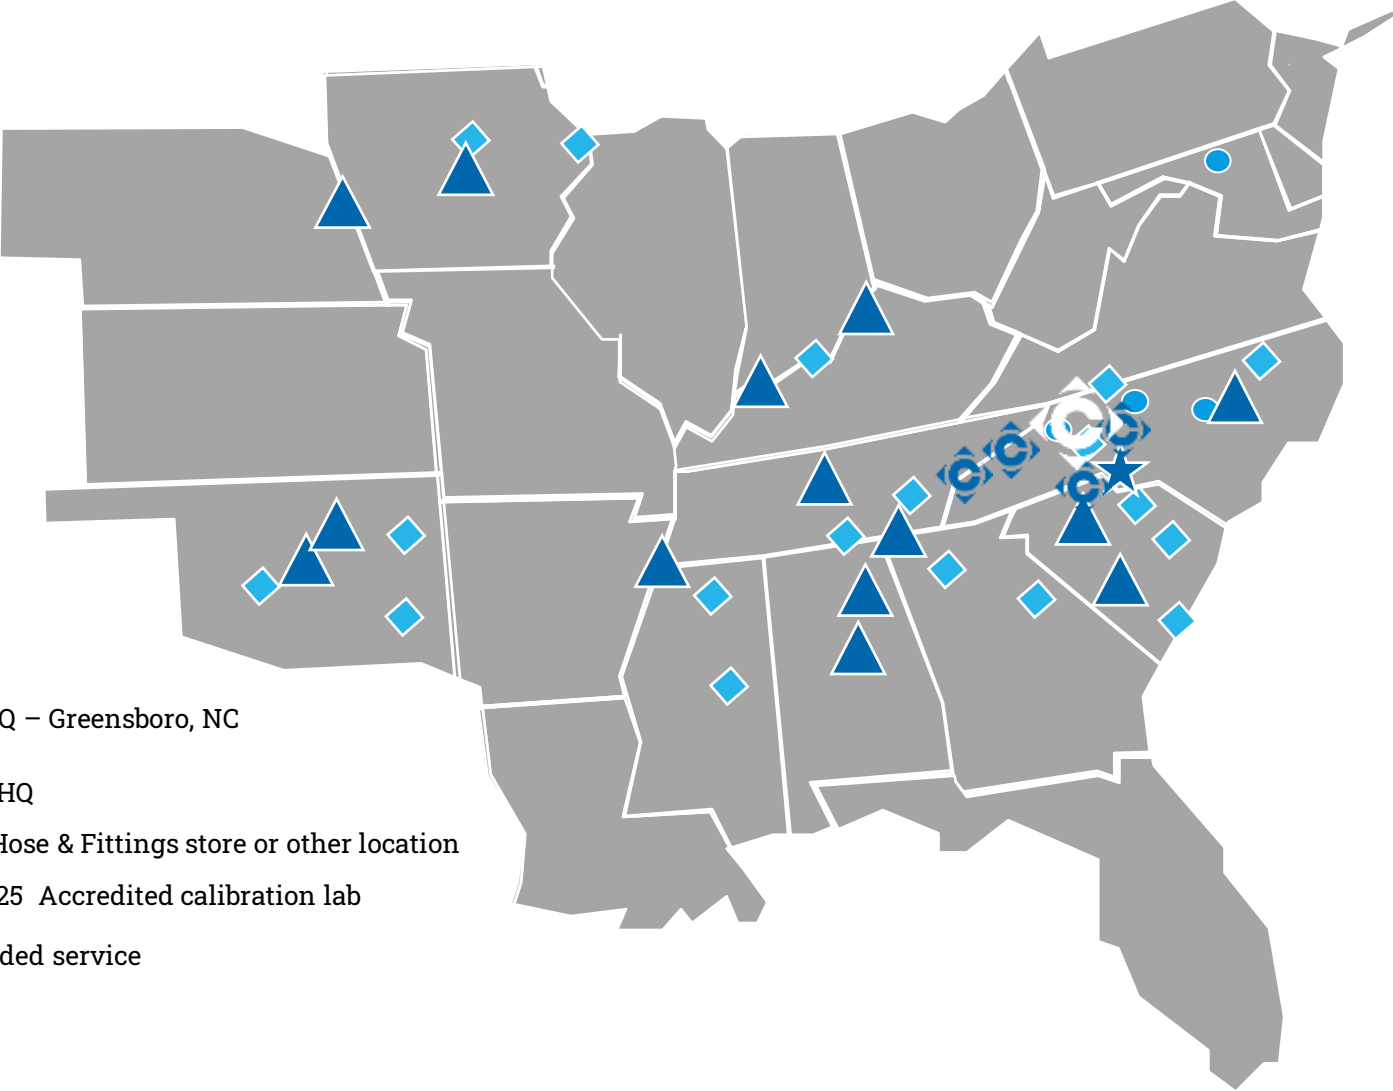 Q – Greensboro, NC
HQ
Hose & Fittings store or other location
25 Accredited calibration lab
ded service